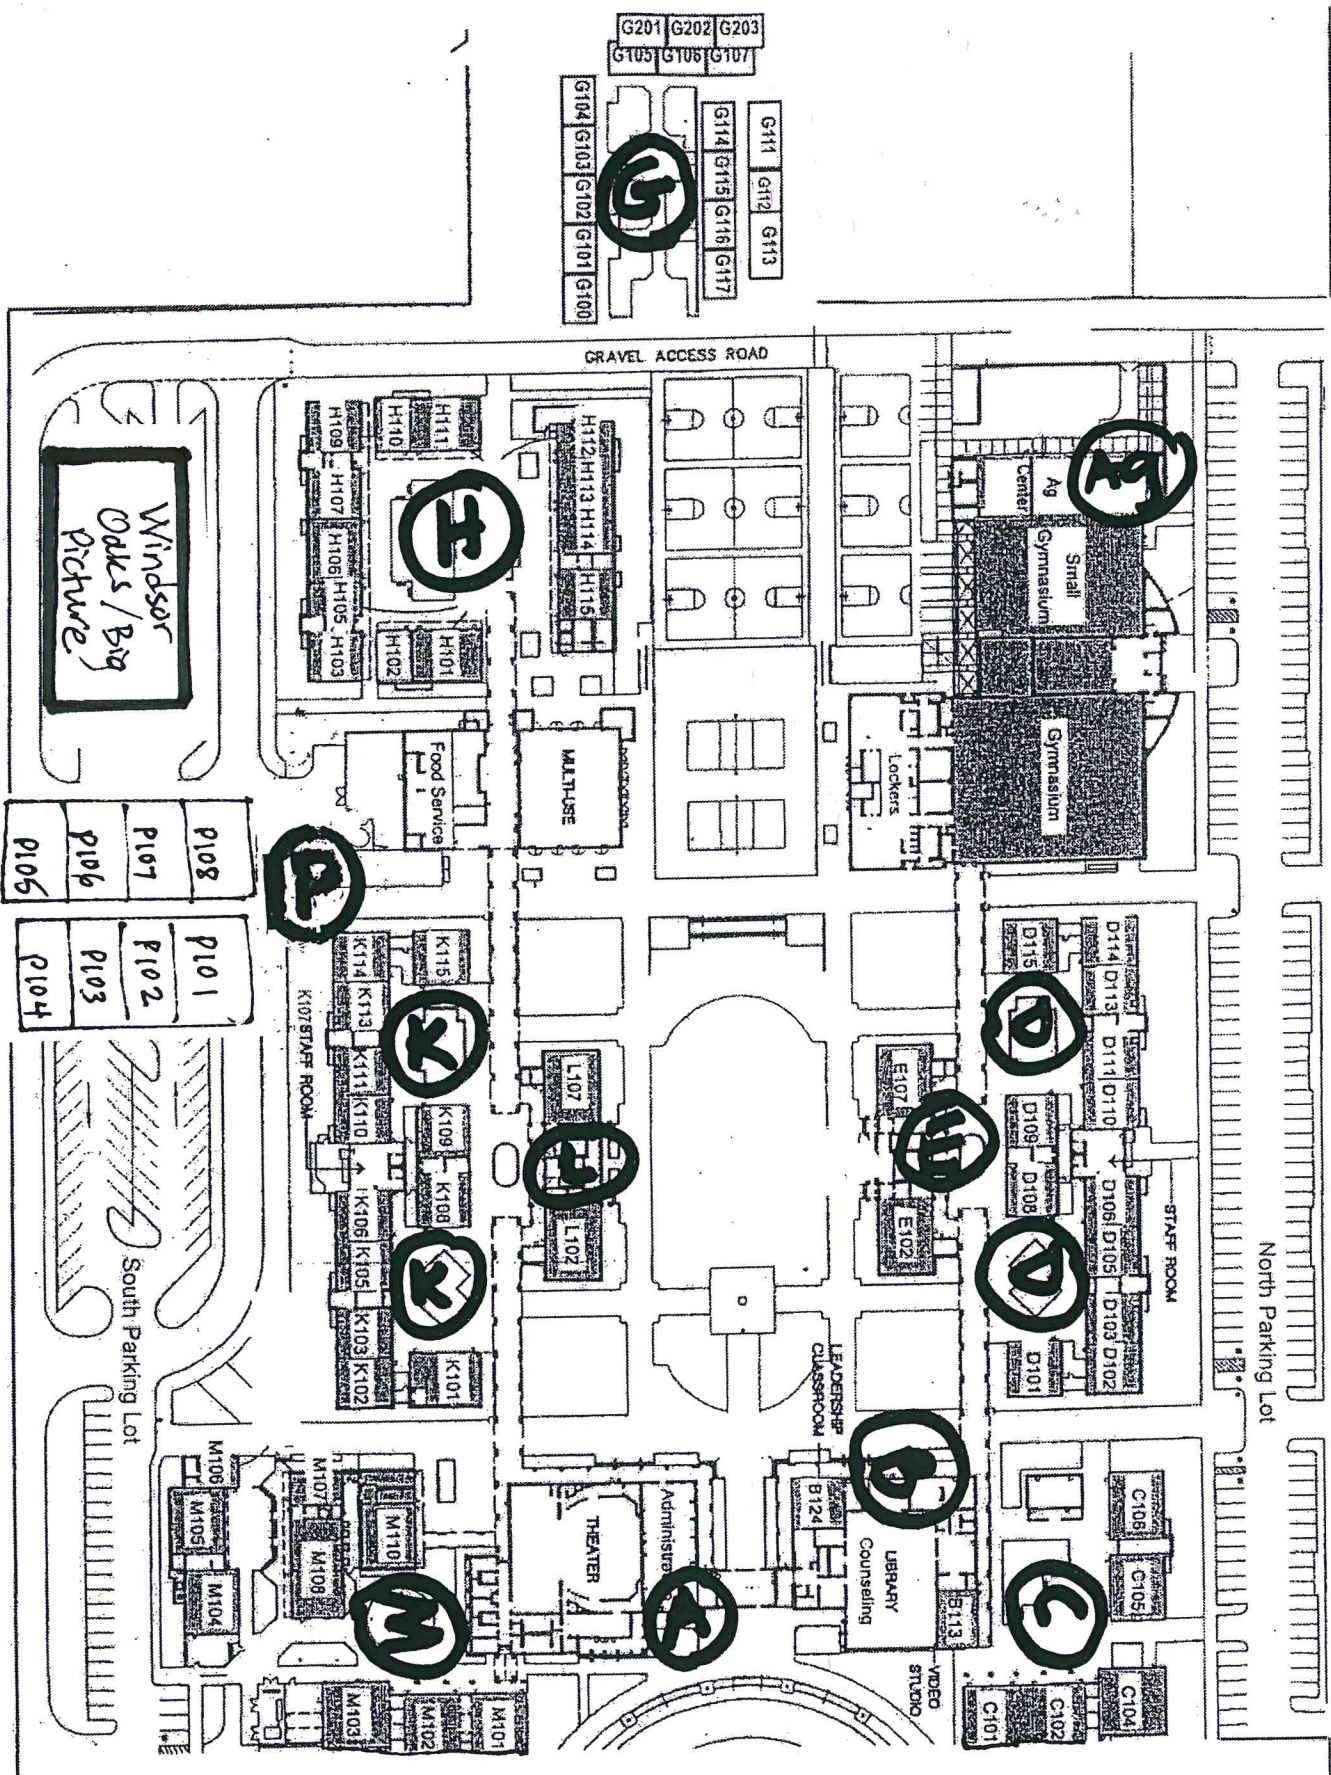 G201 G202 G203
G105 G106 G107
G104 G103 G102 G101 G100
G114 G115 G116 G117
G111 G112 G113
G
GRAVEL ACCESS ROAD
Ag
Ag
Center
Small
Gymnasium
Gymnasium
Lockers
H109 H107 H106 H105 H103
H110 H111
H
H102 H101
H112 H113 H114 H115
Windsor
Oaks / Big
Picture
Food Service
MULTI-USE
P
P108
P107
P106
P105
P101
P102
P103
P104
K107 STAFF ROOM
K114 K113 K111 K110 K106 K105 K103 K102
K115
K
K109 K108
K
K101
L107
L
L102
E107
E
E102
D115
D
D109 D108
D
D101
D114 D113 D111 D110 D106 D105 D103 D102
STAFF ROOM
North Parking Lot
South Parking Lot
LEADERSHIP
CLASSROOM
B124
LIBRARY
Counseling
B113
VIDEO
STUDIO
THEATER
A
C106 C105
C
C104
C102
C101
M106
M105 M104
M107
M108
M110
M
M103
M102
M101